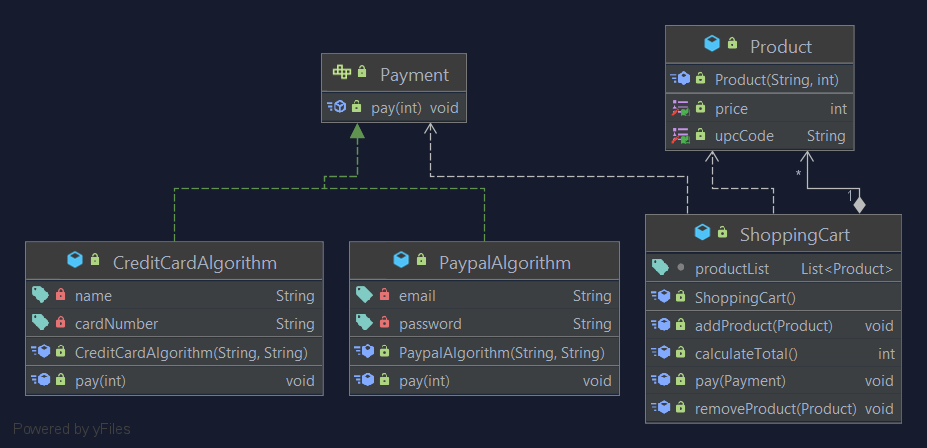 Payment
pay(int) void
Product
Product(String, int)
price int
upcCode String
*
1
CreditCardAlgorithm
name String
cardNumber String
CreditCardAlgorithm(String, String)
pay(int) void
PaypalAlgorithm
email String
password String
PaypalAlgorithm(String, String)
pay(int) void
ShoppingCart
productList List<Product>
ShoppingCart()
addProduct(Product) void
calculateTotal() int
pay(Payment) void
removeProduct(Product) void
Powered by yFiles